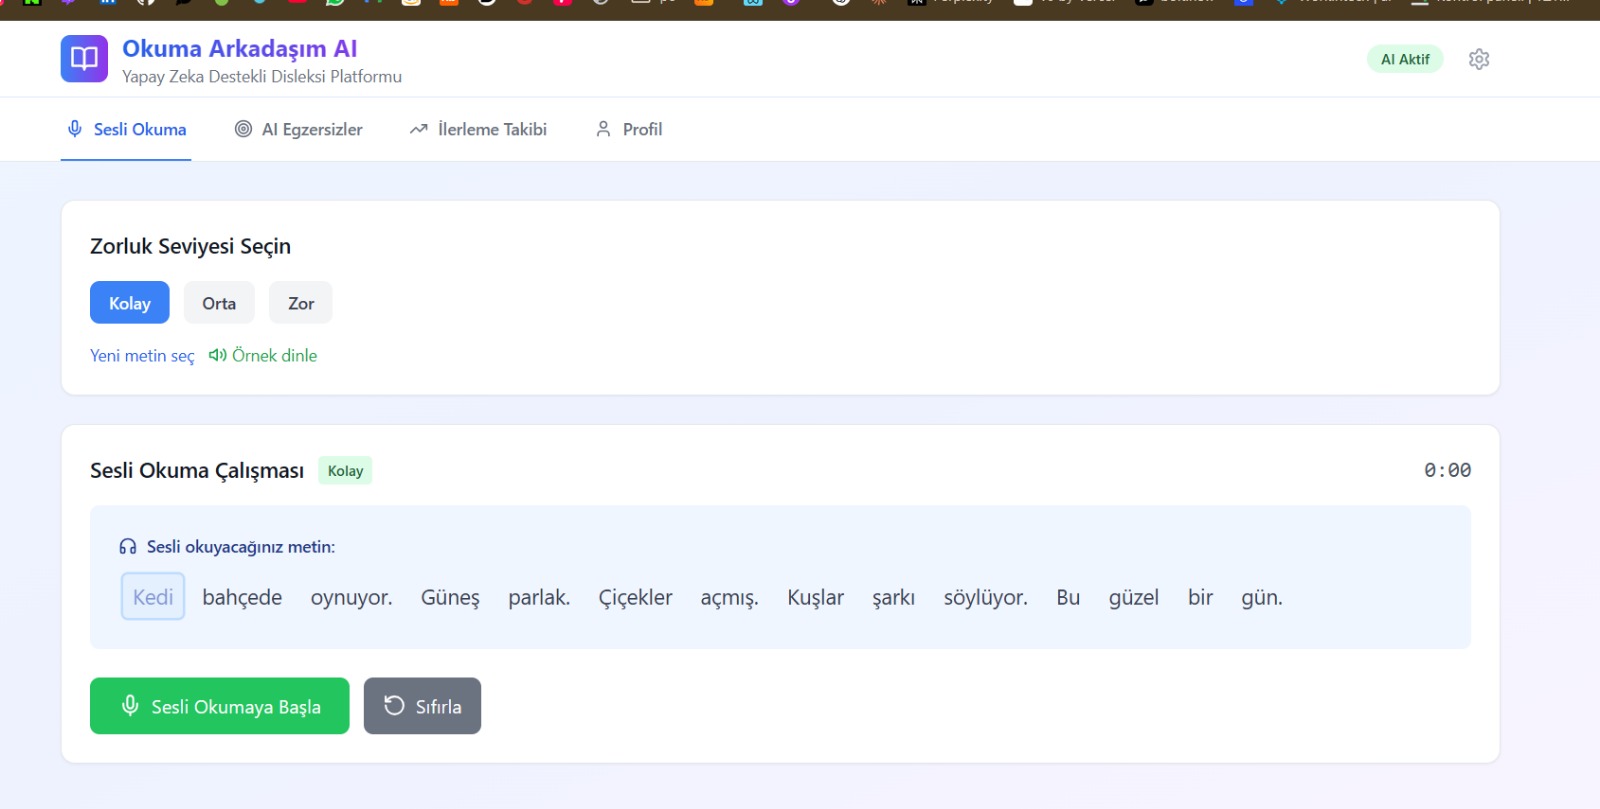 Okuma Arkadaşım AI
Yapay Zeka Destekli Disleksi Platformu
AI Aktif
Sesli Okuma
AI Egzersizler
İlerleme Takibi
Profil
Zorluk Seviyesi Seçin
Kolay
Orta
Zor
Yeni metin seç
Örnek dinle
Sesli Okuma Çalışması
Kolay
0:00
Sesli okuyacağınız metin:
Kedi bahçede oynuyor. Güneş parlak. Çiçekler açmış. Kuşlar şarkı söylüyor. Bu güzel bir gün.
Sesli Okumaya Başla
Sıfırla